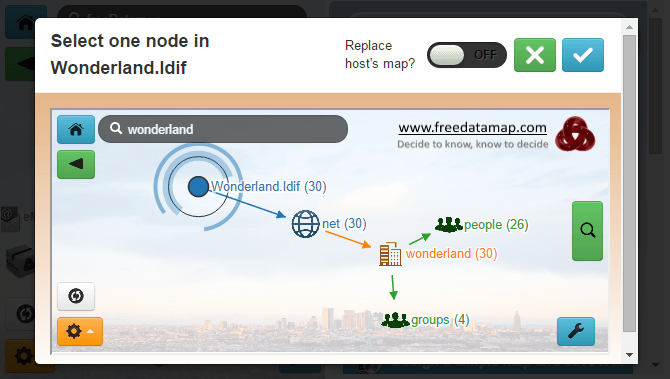 Select one node in
Wonderland.ldif
Replace
host's map?
OFF
wonderland
www.freedatamap.com
Decide to know, know to decide
Wonderland.ldif (30)
net (30)
people (26)
wonderland (30)
groups (4)